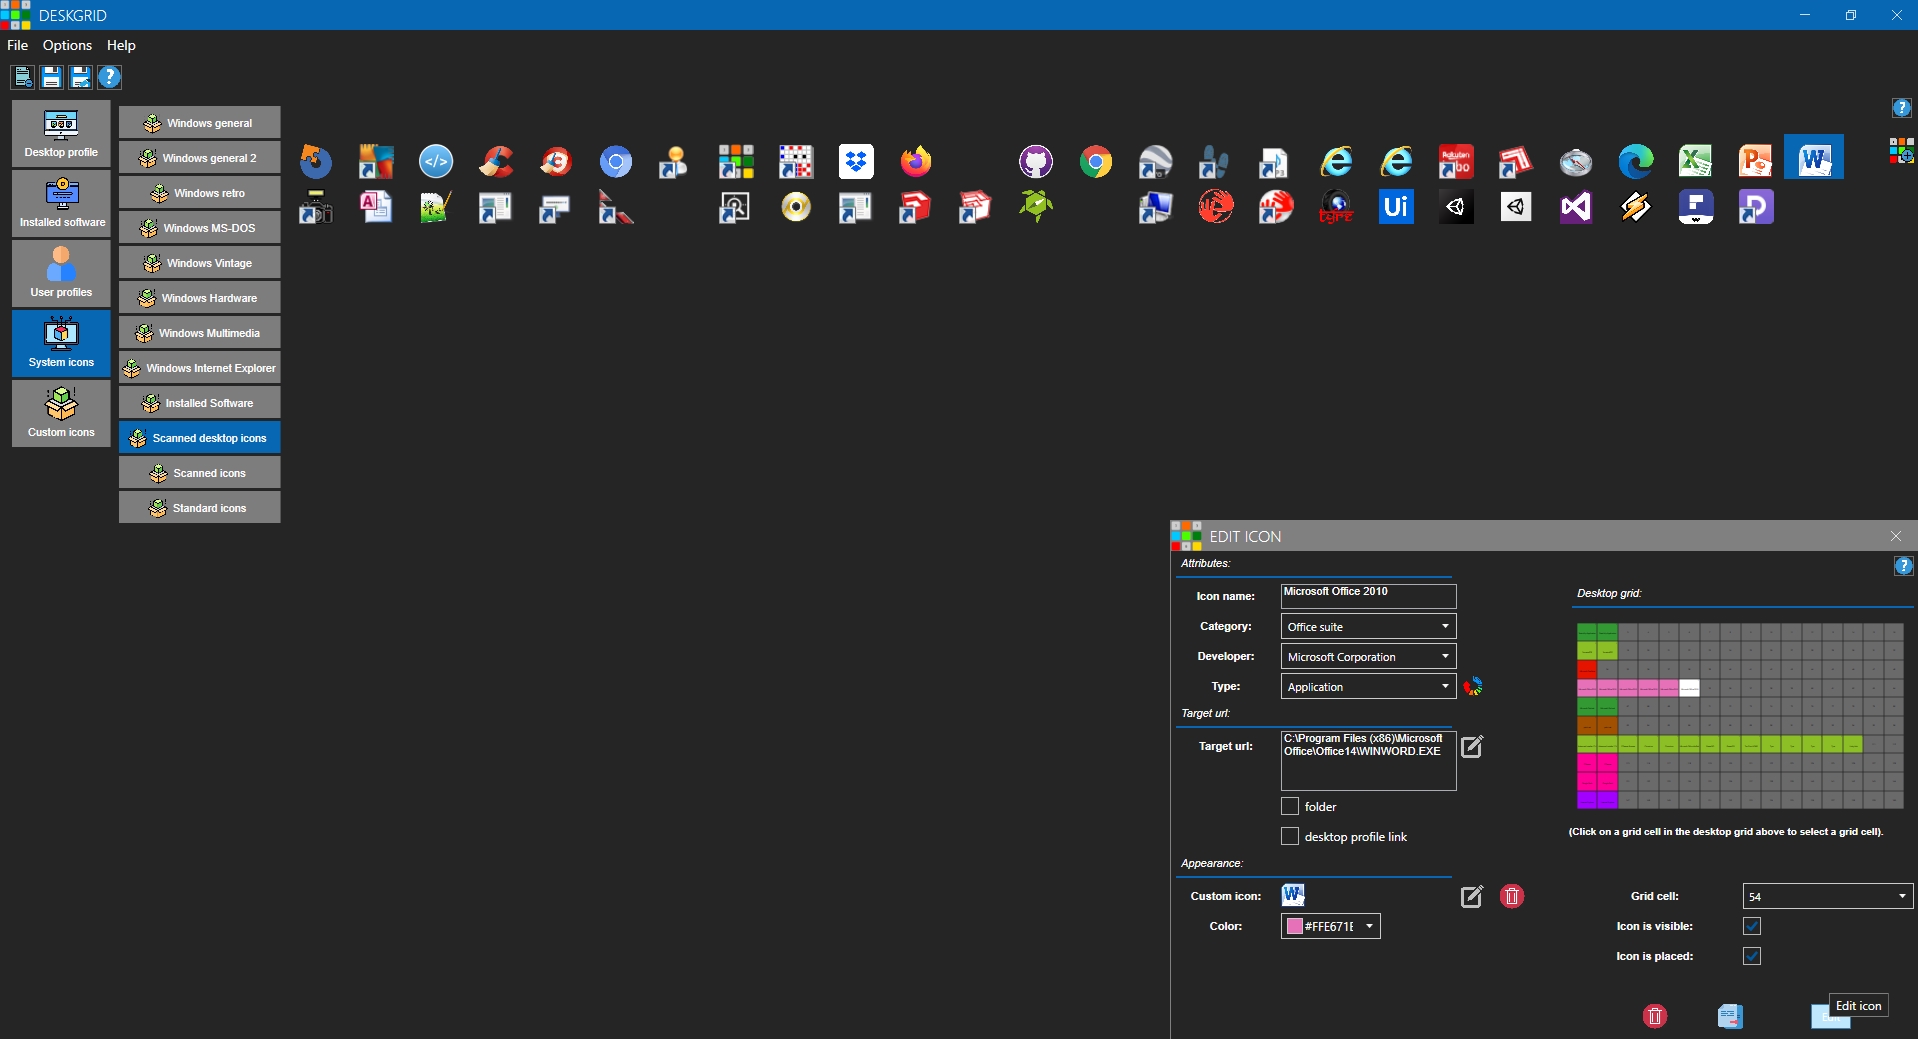 DESKGRID
File Options Help
Desktop profile
Installed software
User profiles
System icons
Custom icons
Windows general
Windows general 2
Windows retro
Windows MS-DOS
Windows Vintage
Windows Hardware
Windows Multimedia
Windows Internet Explorer
Installed Software
Scanned desktop icons
Scanned icons
Standard icons
Rakuten
kobo
Ui
EDIT ICON
Attributes:
Icon name: Microsoft Office 2010
Category: Office suite
Developer: Microsoft Corporation
Type: Application
Target url:
Target url: C:\Program Files (x86)\Microsoft
Office\Office14\WINWORD.EXE
folder
desktop profile link
Appearance:
Custom icon:
Color: #FFE671E
Desktop grid:
(Click on a grid cell in the desktop grid above to select a grid cell).
Grid cell: 54
Icon is visible:
Icon is placed:
Edit icon